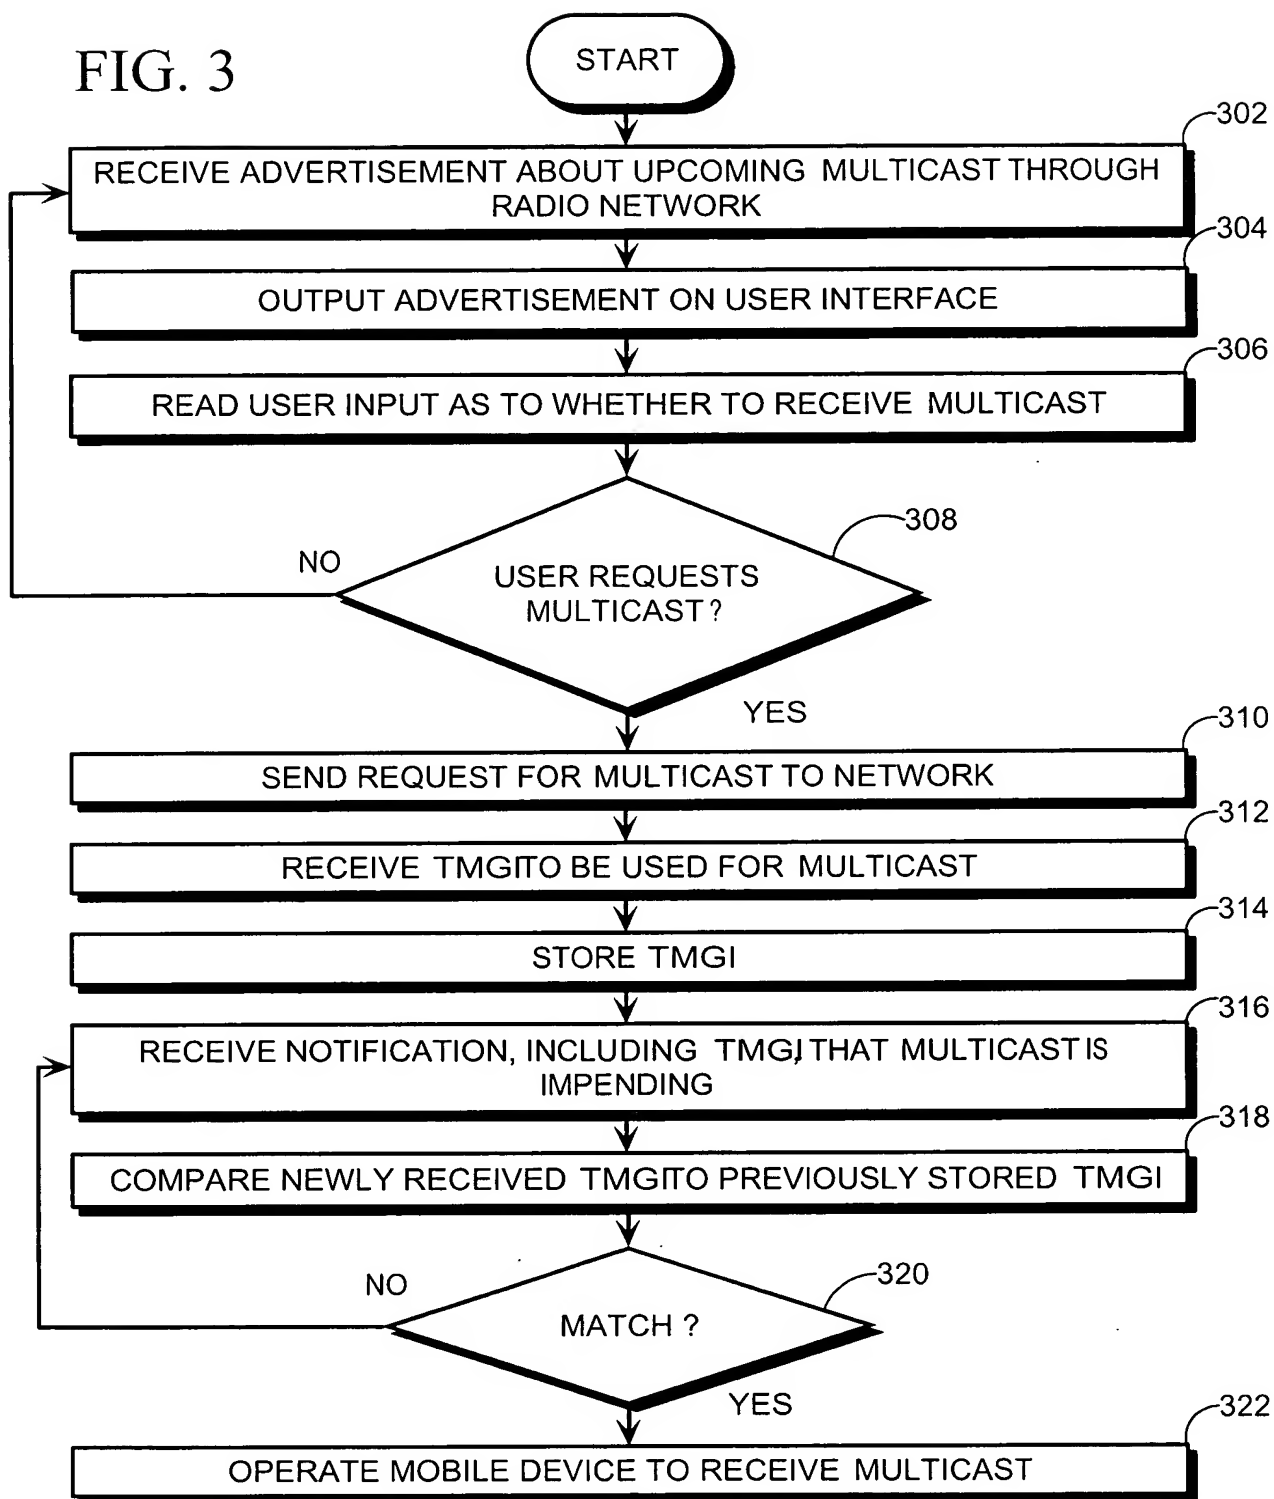 FIG. 3
START
302
RECEIVE ADVERTISEMENT ABOUT UPCOMING MULTICAST THROUGH
RADIO NETWORK
304
OUTPUT ADVERTISEMENT ON USER INTERFACE
306
READ USER INPUT AS TO WHETHER TO RECEIVE MULTICAST
308
NO
USER REQUESTS
MULTICAST?
YES
310
SEND REQUEST FOR MULTICAST TO NETWORK
312
RECEIVE TMGITO BE USED FOR MULTICAST
314
STORE TMGI
316
RECEIVE NOTIFICATION, INCLUDING TMGI, THAT MULTICAST IS
IMPENDING
318
COMPARE NEWLY RECEIVED TMGITO PREVIOUSLY STORED TMGI
320
NO
MATCH ?
YES
322
OPERATE MOBILE DEVICE TO RECEIVE MULTICAST